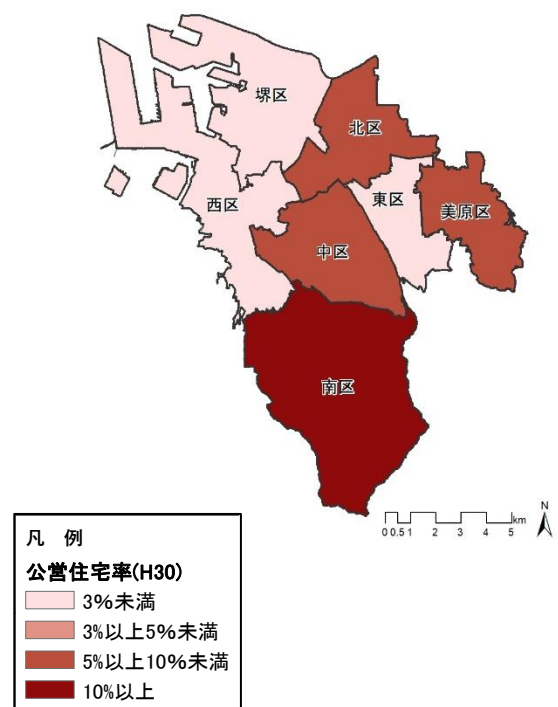 堺区
北区
西区
東区
美原区
中区
南区
N
0 0.5 1 2 3 4 5 km
凡 例
公営住宅率(H30)
3%未満
3%以上5%未満
5%以上10%未満
10%以上